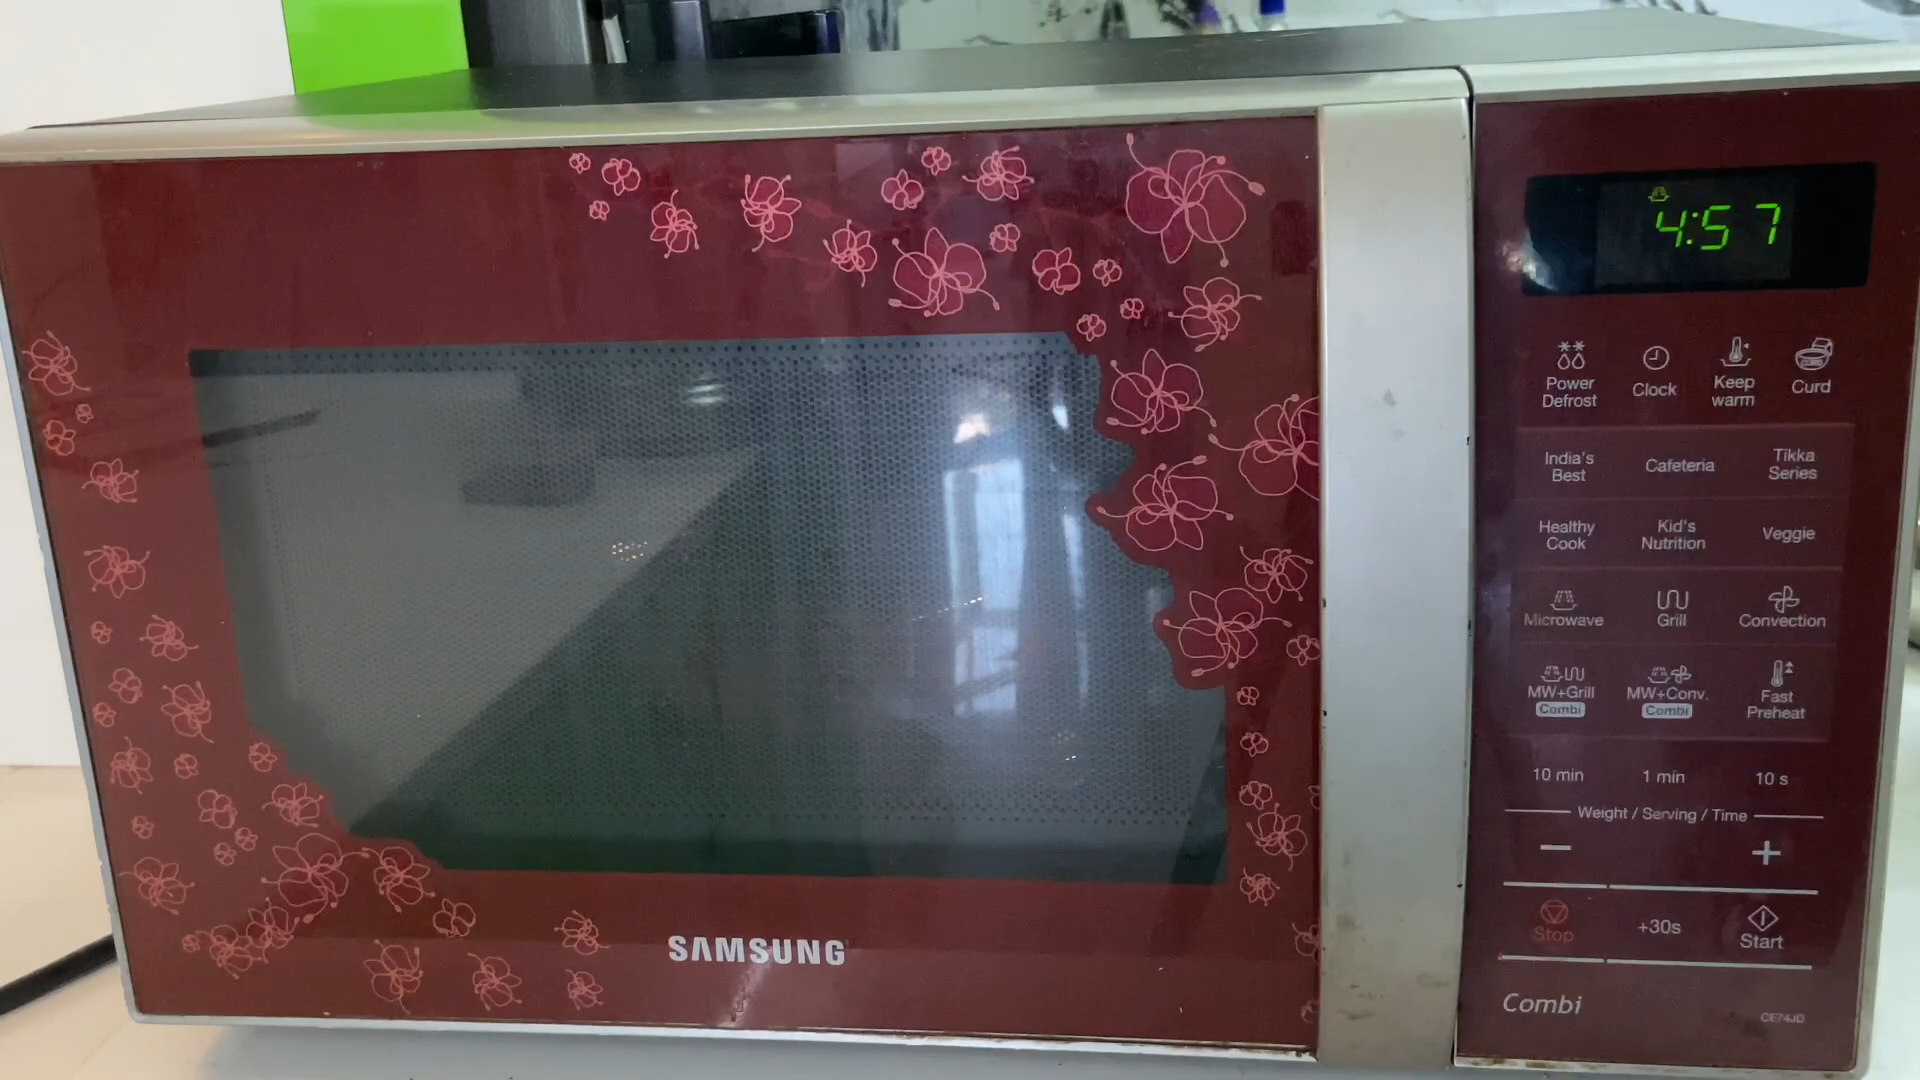 4:57
Power Defrost
Clock
Keep warm
Curd
India's Best
Cafeteria
Tikka Series
Healthy Cook
Kid's Nutrition
Veggie
Microwave
Grill
Convection
MW+Grill
Combi
MW+Conv.
Combi
Fast Preheat
10 min
1 min
10 s
Weight / Serving / Time
− +
Stop
+30s
Start
SAMSUNG
Combi
CE74JD